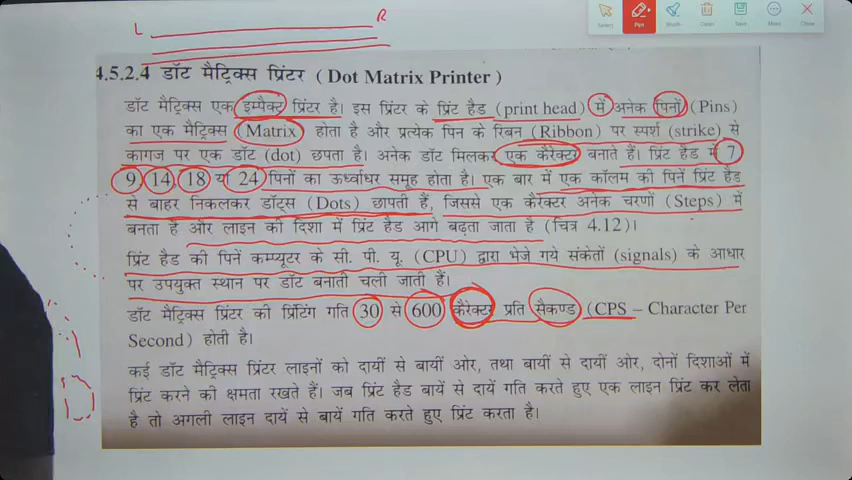 L R
Select Pen Brush Clean Save More Close
4.5.2.4 डॉट मैट्रिक्स प्रिंटर ( Dot Matrix Printer )
डॉट मैट्रिक्स एक इम्पैक्ट प्रिंटर है। इस प्रिंटर के प्रिंट हैड (print head) में अनेक पिनों (Pins)
का एक मैट्रिक्स (Matrix) होता है और प्रत्येक पिन के रिबन (Ribbon) पर स्पर्श (strike) से
कागज पर एक डॉट (dot) छपता है। अनेक डॉट मिलकर एक कैरेक्टर बनाते हैं। प्रिंट हैड में 7
9, 14, 18 या 24 पिनों का ऊर्ध्वाधर समूह होता है। एक बार में एक कॉलम की पिनें प्रिंट हैड
से बाहर निकलकर डॉट्स (Dots) छापती हैं, जिससे एक कैरेक्टर अनेक चरणों (Steps) में
बनता है और लाइन की दिशा में प्रिंट हैड आगे बढ़ता जाता है (चित्र 4.12)।
प्रिंट हैड की पिनें कम्प्यूटर के सी. पी. यू. (CPU) द्वारा भेजे गये संकेतों (signals) के आधार
पर उपयुक्त स्थान पर डॉट बनाती चली जाती हैं।
डॉट मैट्रिक्स प्रिंटर की प्रिंटिंग गति 30 से 600 कैरेक्टर प्रति सैकण्ड (CPS – Character Per
Second) होती है।
कई डॉट मैट्रिक्स प्रिंटर लाइनों को दायीं से बायीं ओर, तथा बायीं से दायीं ओर, दोनों दिशाओं में
प्रिंट करने की क्षमता रखते हैं। जब प्रिंट हैड बायें से दायें गति करते हुए एक लाइन प्रिंट कर लेता
है तो अगली लाइन दायें से बायें गति करते हुए प्रिंट करता है।